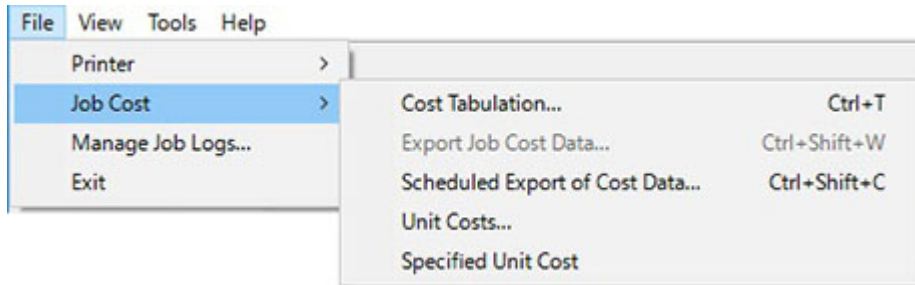 File View Tools Help
Printer >
Job Cost >
Manage Job Logs...
Exit
Cost Tabulation... Ctrl+T
Export Job Cost Data... Ctrl+Shift+W
Scheduled Export of Cost Data... Ctrl+Shift+C
Unit Costs...
Specified Unit Cost